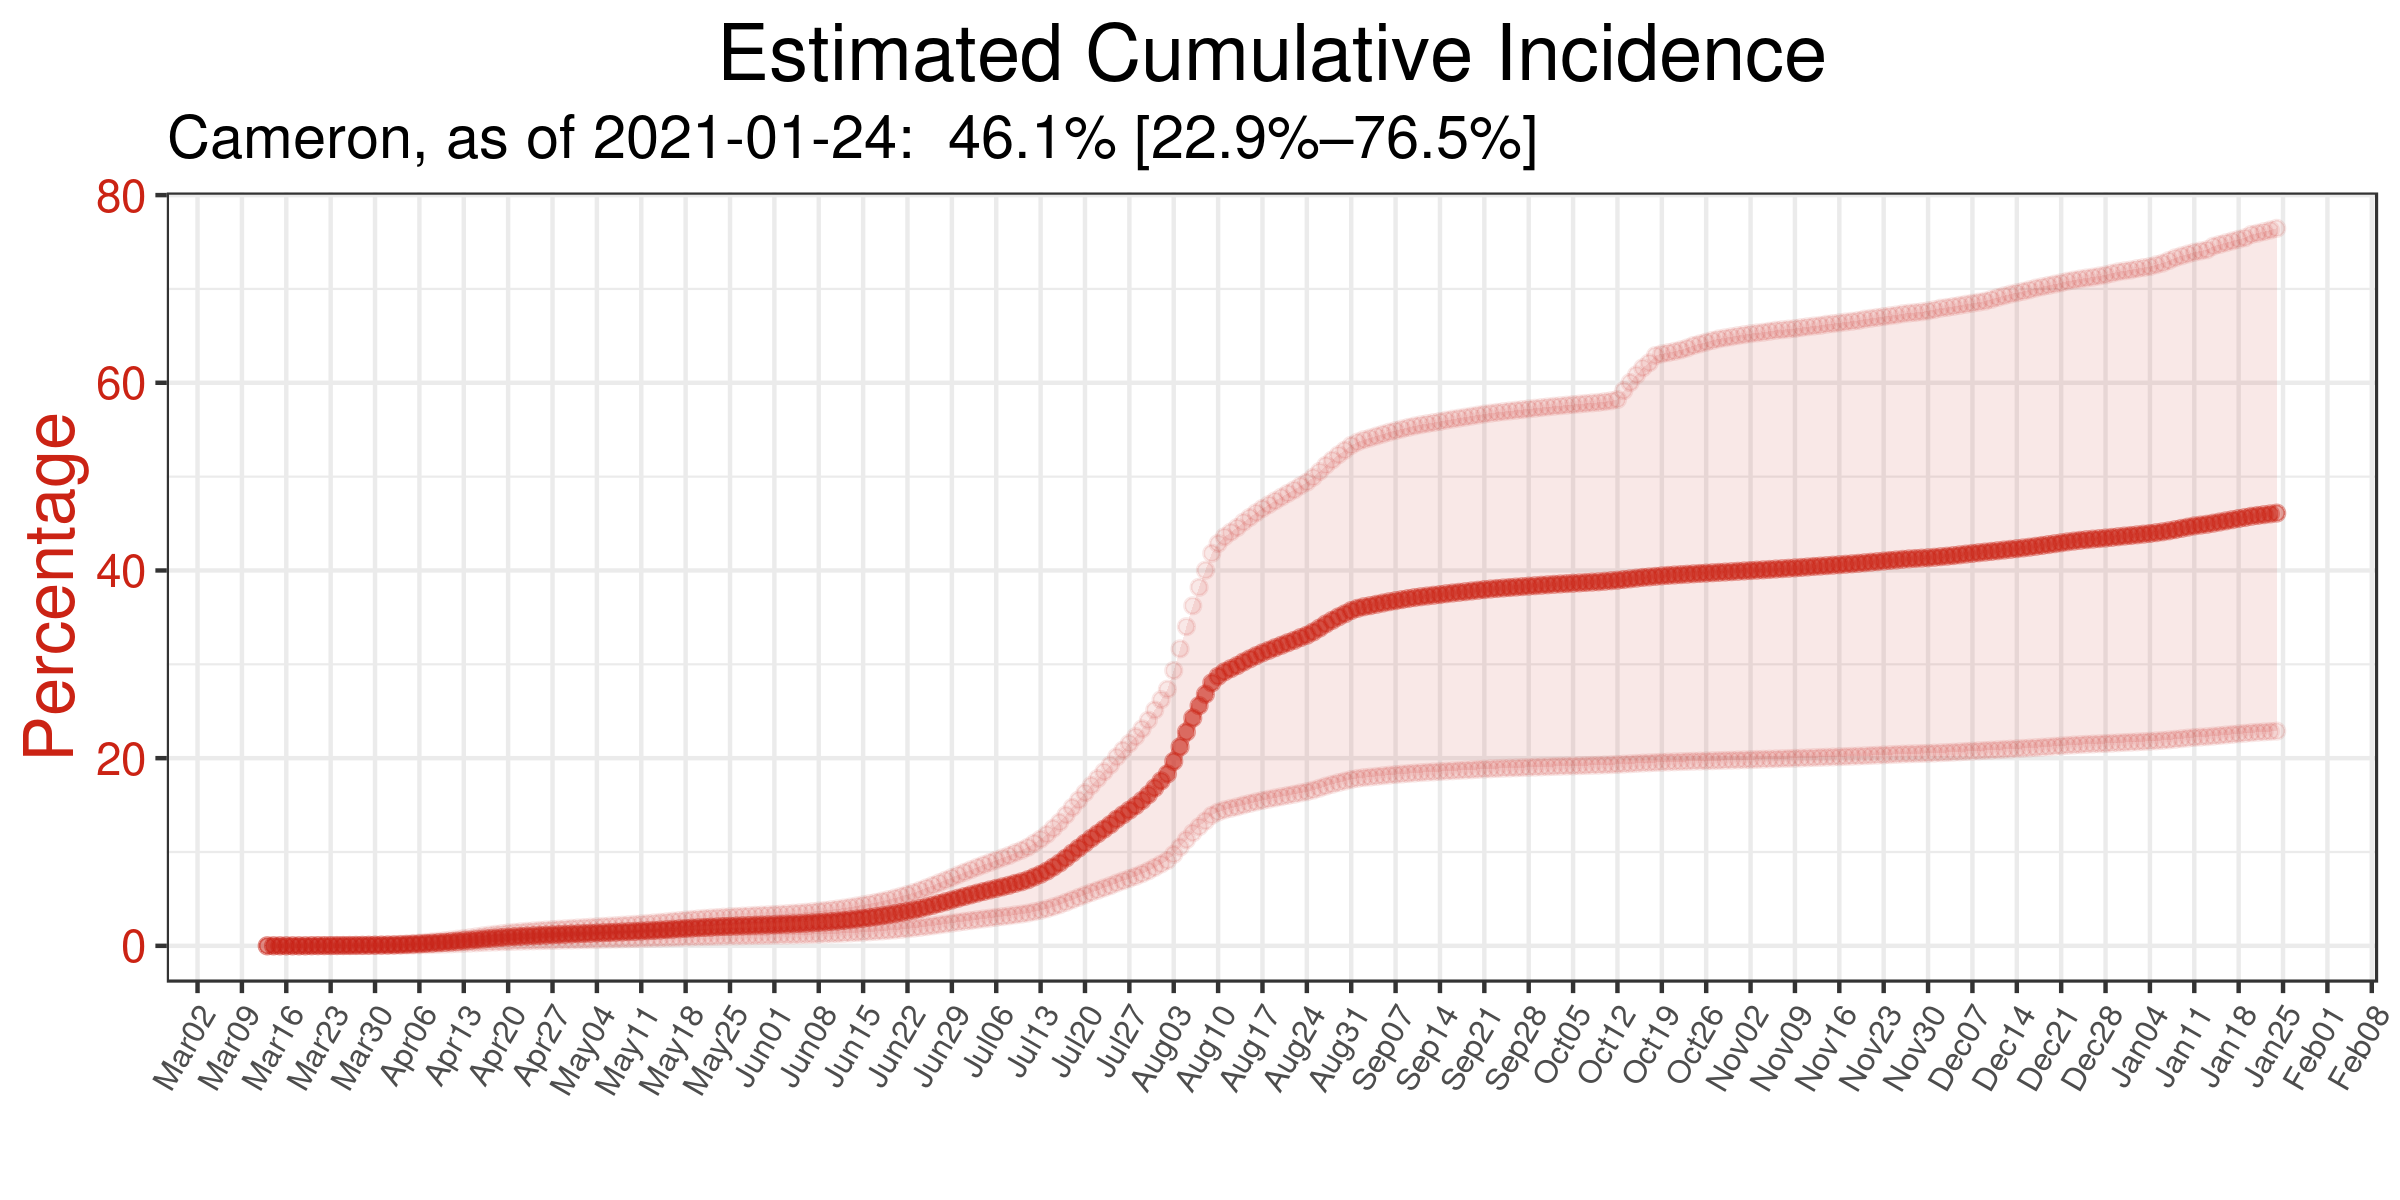 Estimated Cumulative Incidence
Cameron, as of 2021-01-24:  46.1% [22.9%–76.5%]
Percentage
80
60
40
20
0
Mar02
Mar09
Mar16
Mar23
Mar30
Apr06
Apr13
Apr20
Apr27
May04
May11
May18
May25
Jun01
Jun08
Jun15
Jun22
Jun29
Jul06
Jul13
Jul20
Jul27
Aug03
Aug10
Aug17
Aug24
Aug31
Sep07
Sep14
Sep21
Sep28
Oct05
Oct12
Oct19
Oct26
Nov02
Nov09
Nov16
Nov23
Nov30
Dec07
Dec14
Dec21
Dec28
Jan04
Jan11
Jan18
Jan25
Feb01
Feb08